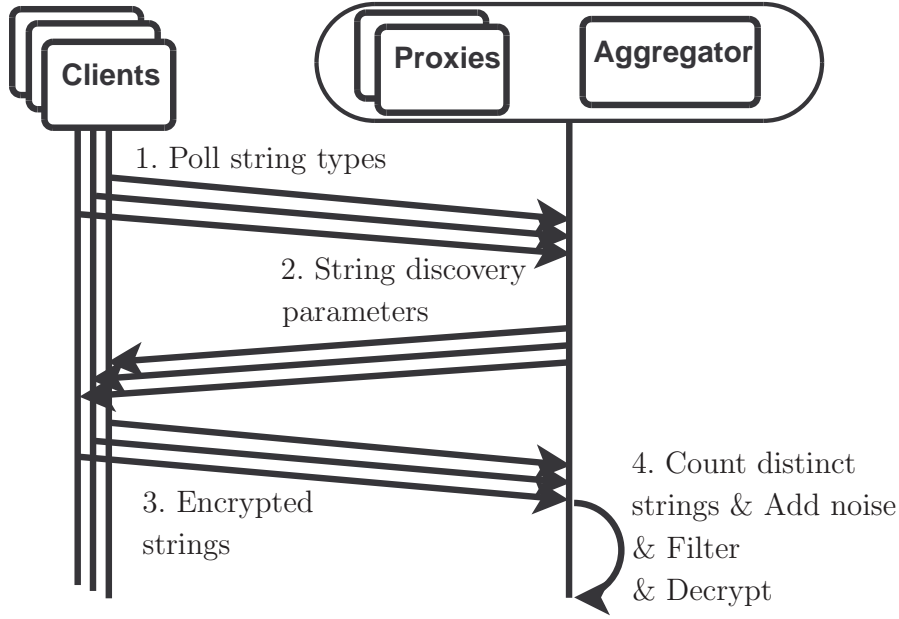 Clients
Proxies
Aggregator
1. Poll string types
2. String discovery
parameters
3. Encrypted
strings
4. Count distinct
strings & Add noise
& Filter
& Decrypt